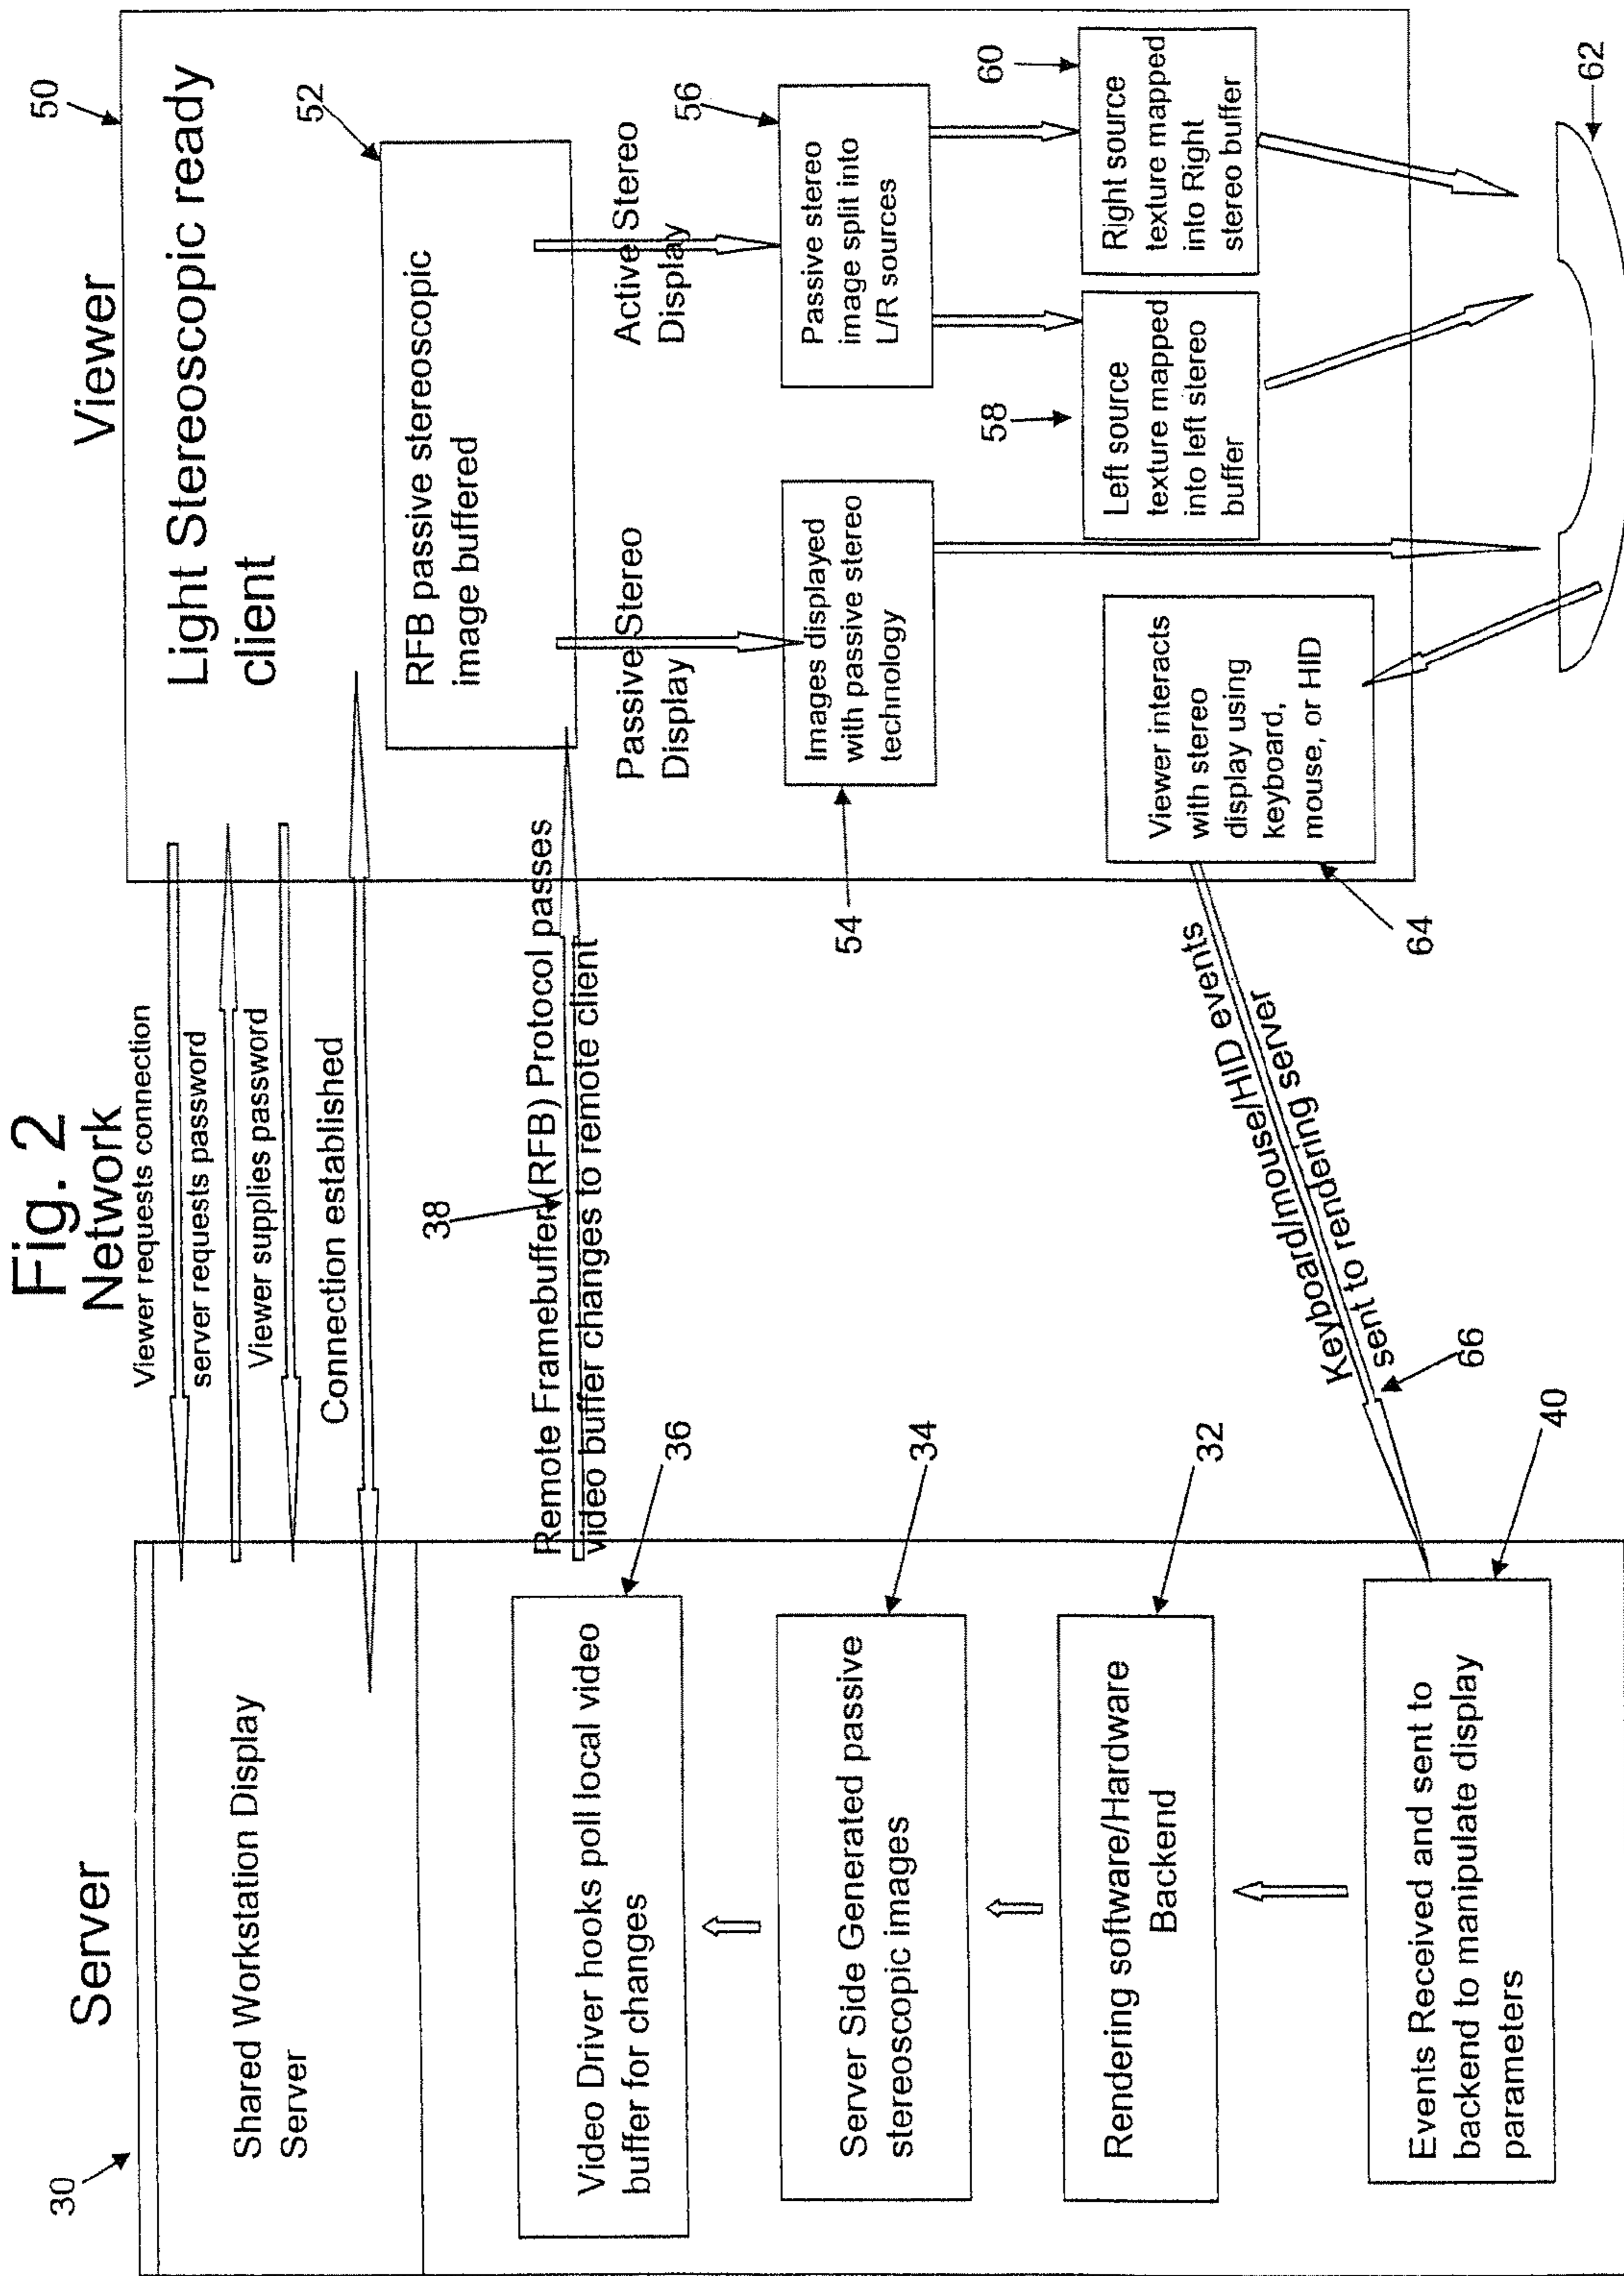 Fig. 2
Server
Network
Viewer
30
Shared Workstation Display
Server
Video Driver hooks poll local video
buffer for changes
36
Server Side Generated passive
stereoscopic images
34
Rendering software/Hardware
Backend
32
Events Received and sent to
backend to manipulate display
parameters
40
Viewer requests connection
server requests password
Viewer supplies password
Connection established
38
Remote Framebuffer(RFB) Protocol passes
video buffer changes to remote client
Keyboard/mouse/HID events
sent to rendering server
66
50
Light Stereoscopic ready
client
52
RFB passive stereoscopic
image buffered
Passive Stereo
Display
Active Stereo
Display
54
Images displayed
with passive stereo
technology
56
Passive stereo
image split into
L/R sources
58
Left source
texture mapped
into left stereo
buffer
60
Right source
texture mapped
into Right
stereo buffer
Viewer interacts
with stereo
display using
keyboard,
mouse, or HID
64
62